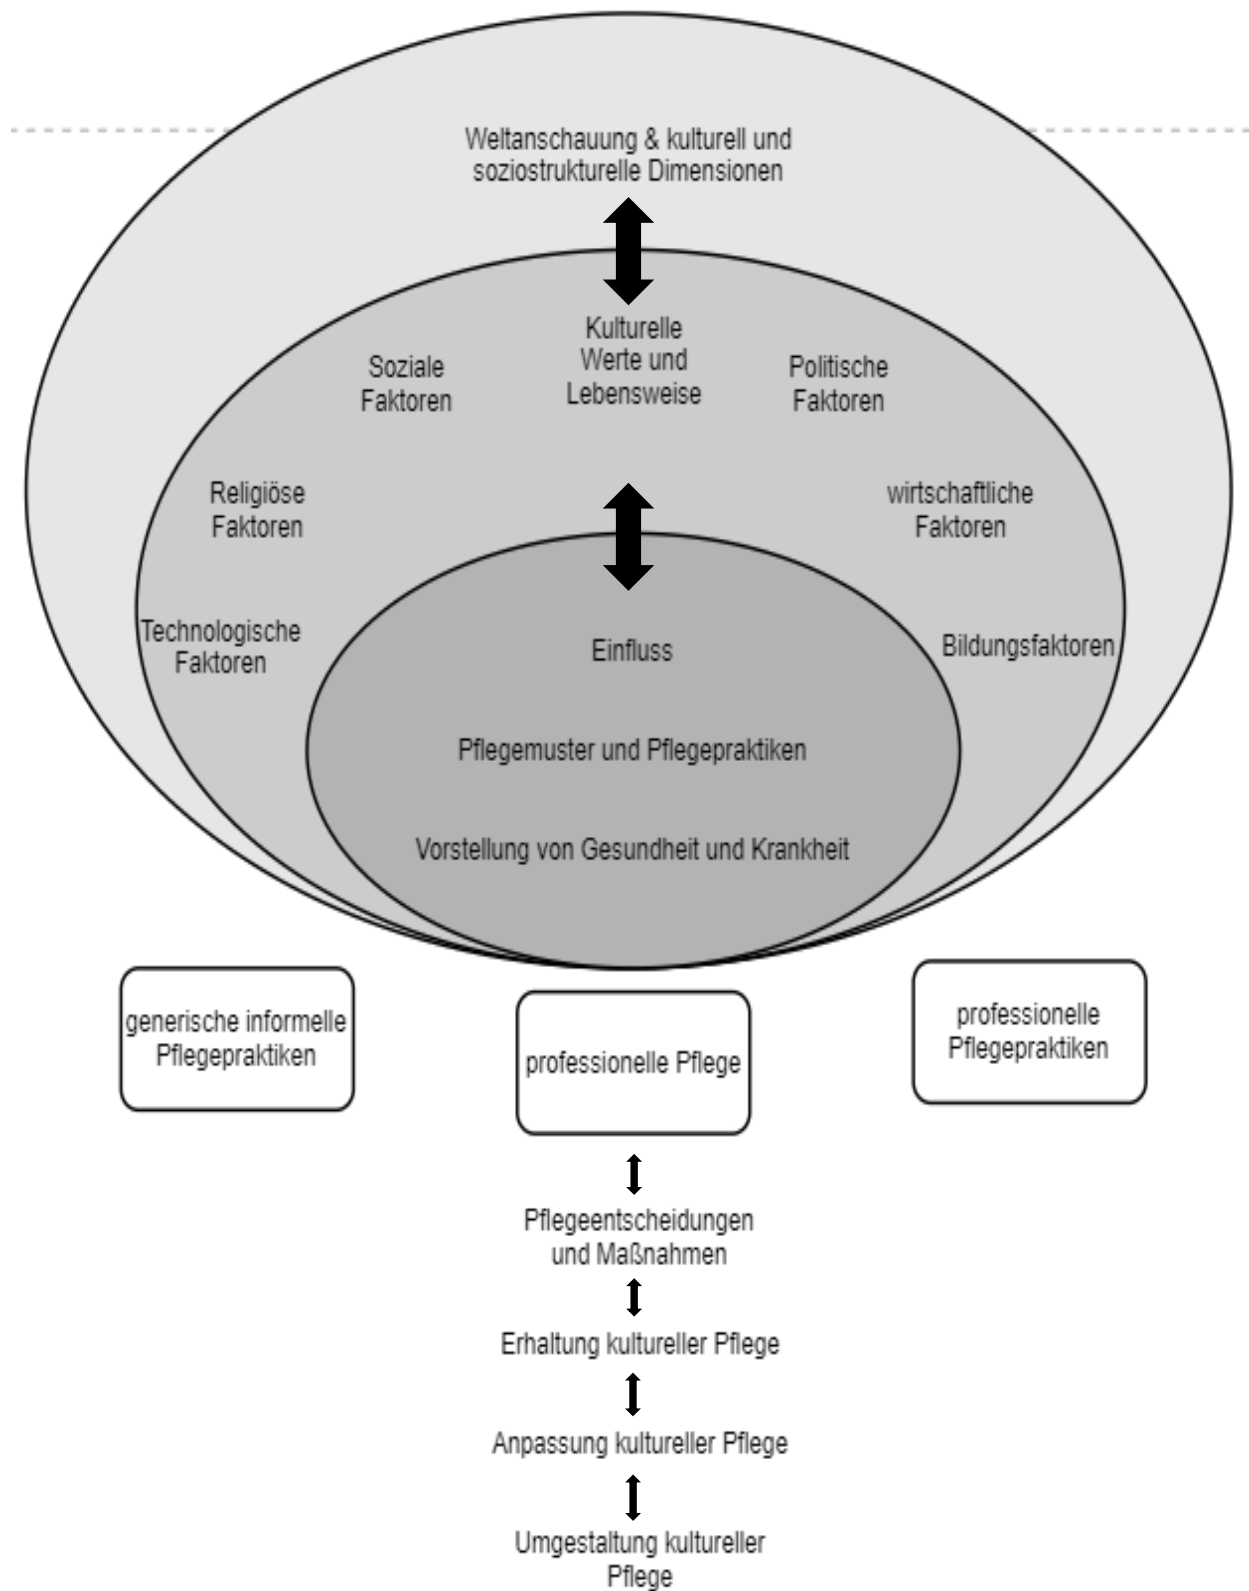 Weltanschauung & kulturell und
soziostrukturelle Dimensionen
Kulturelle
Werte und
Lebensweise
Soziale
Faktoren
Politische
Faktoren
Religiöse
Faktoren
wirtschaftliche
Faktoren
Technologische
Faktoren
Bildungsfaktoren
Einfluss
Pflegemuster und Pflegepraktiken
Vorstellung von Gesundheit und Krankheit
generische informelle
Pflegepraktiken
professionelle Pflege
professionelle
Pflegepraktiken
Pflegeentscheidungen
und Maßnahmen
Erhaltung kultureller Pflege
Anpassung kultureller Pflege
Umgestaltung kultureller
Pflege